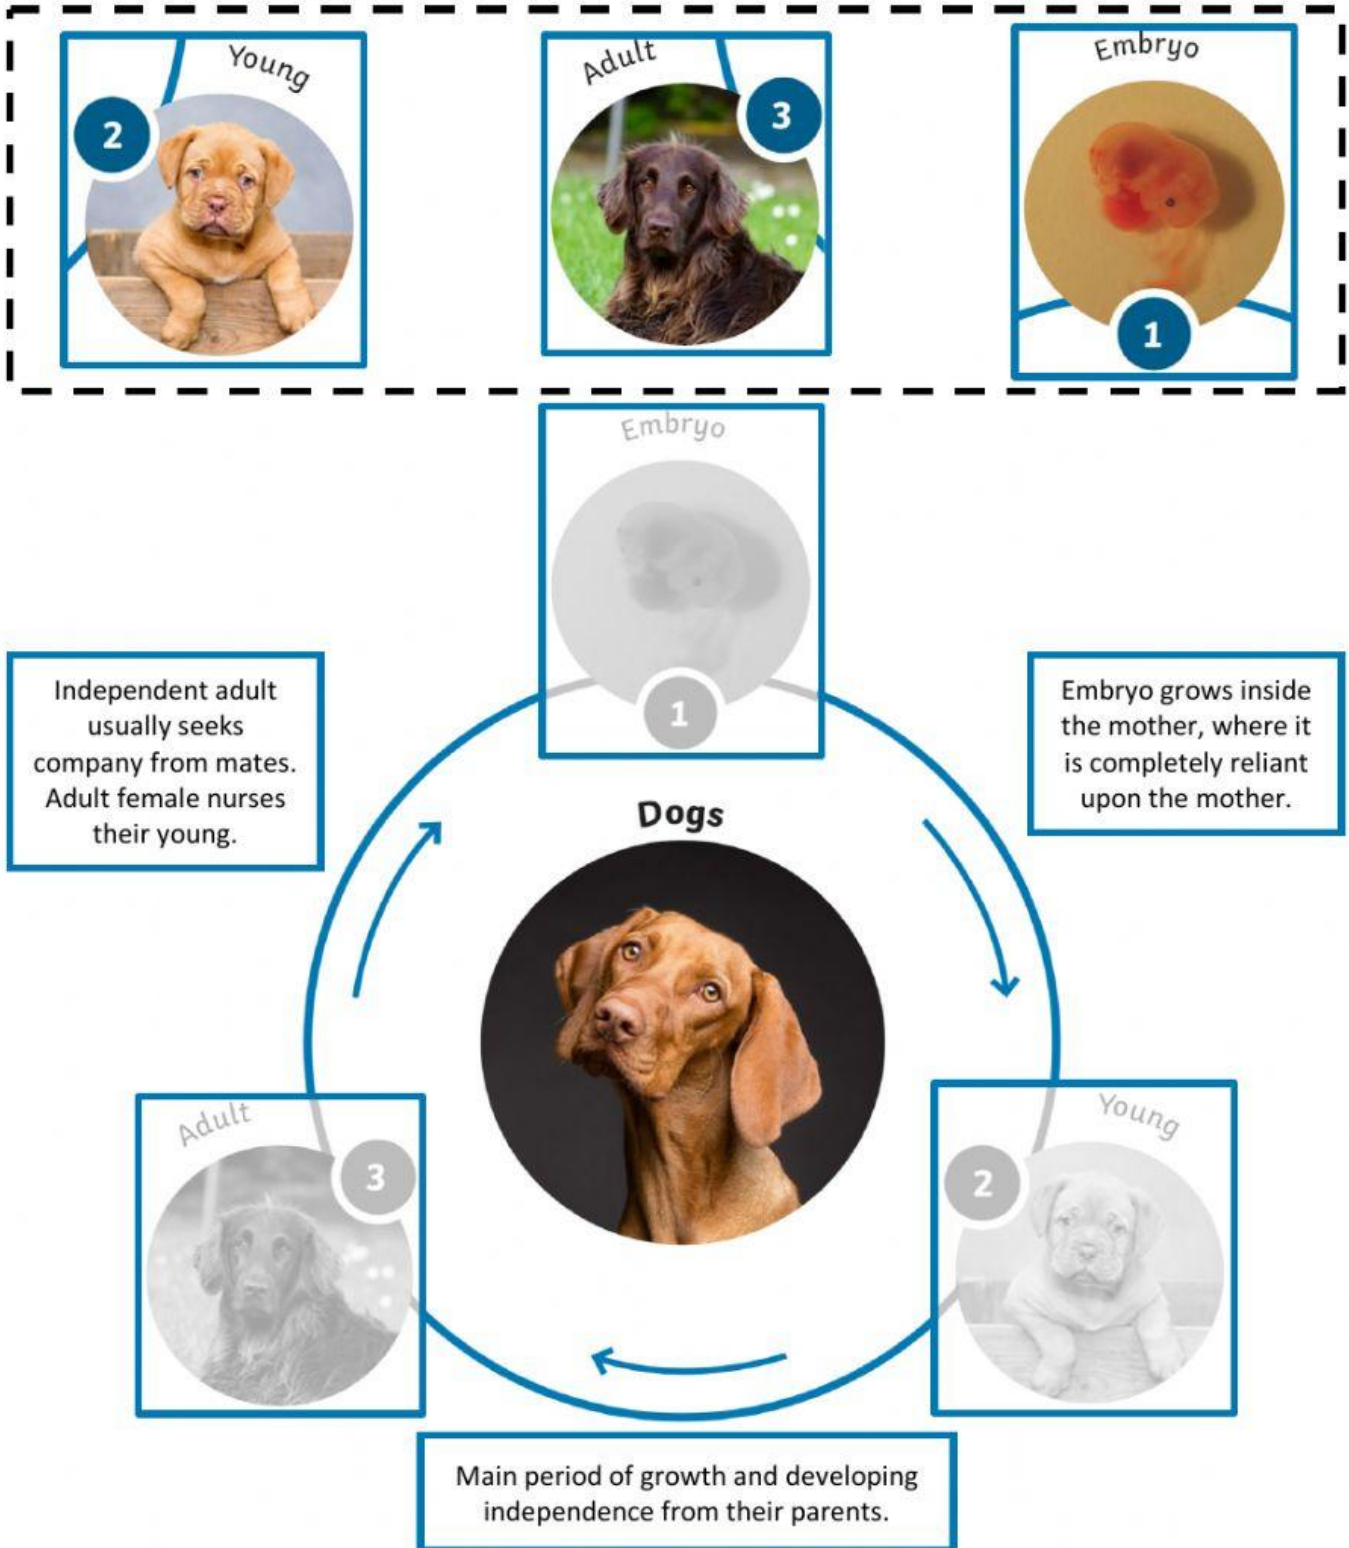 Young
2
Adult
3
Embryo
1
Embryo
1
Independent adult
usually seeks
company from mates.
Adult female nurses
their young.
Embryo grows inside
the mother, where it
is completely reliant
upon the mother.
Dogs
Adult
3
Young
2
Main period of growth and developing
independence from their parents.